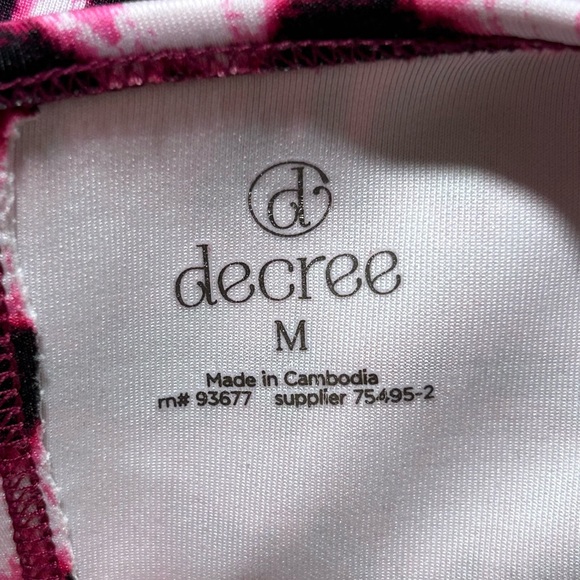 d
decree
M
Made in Cambodia
rn# 93677 supplier 75495-2